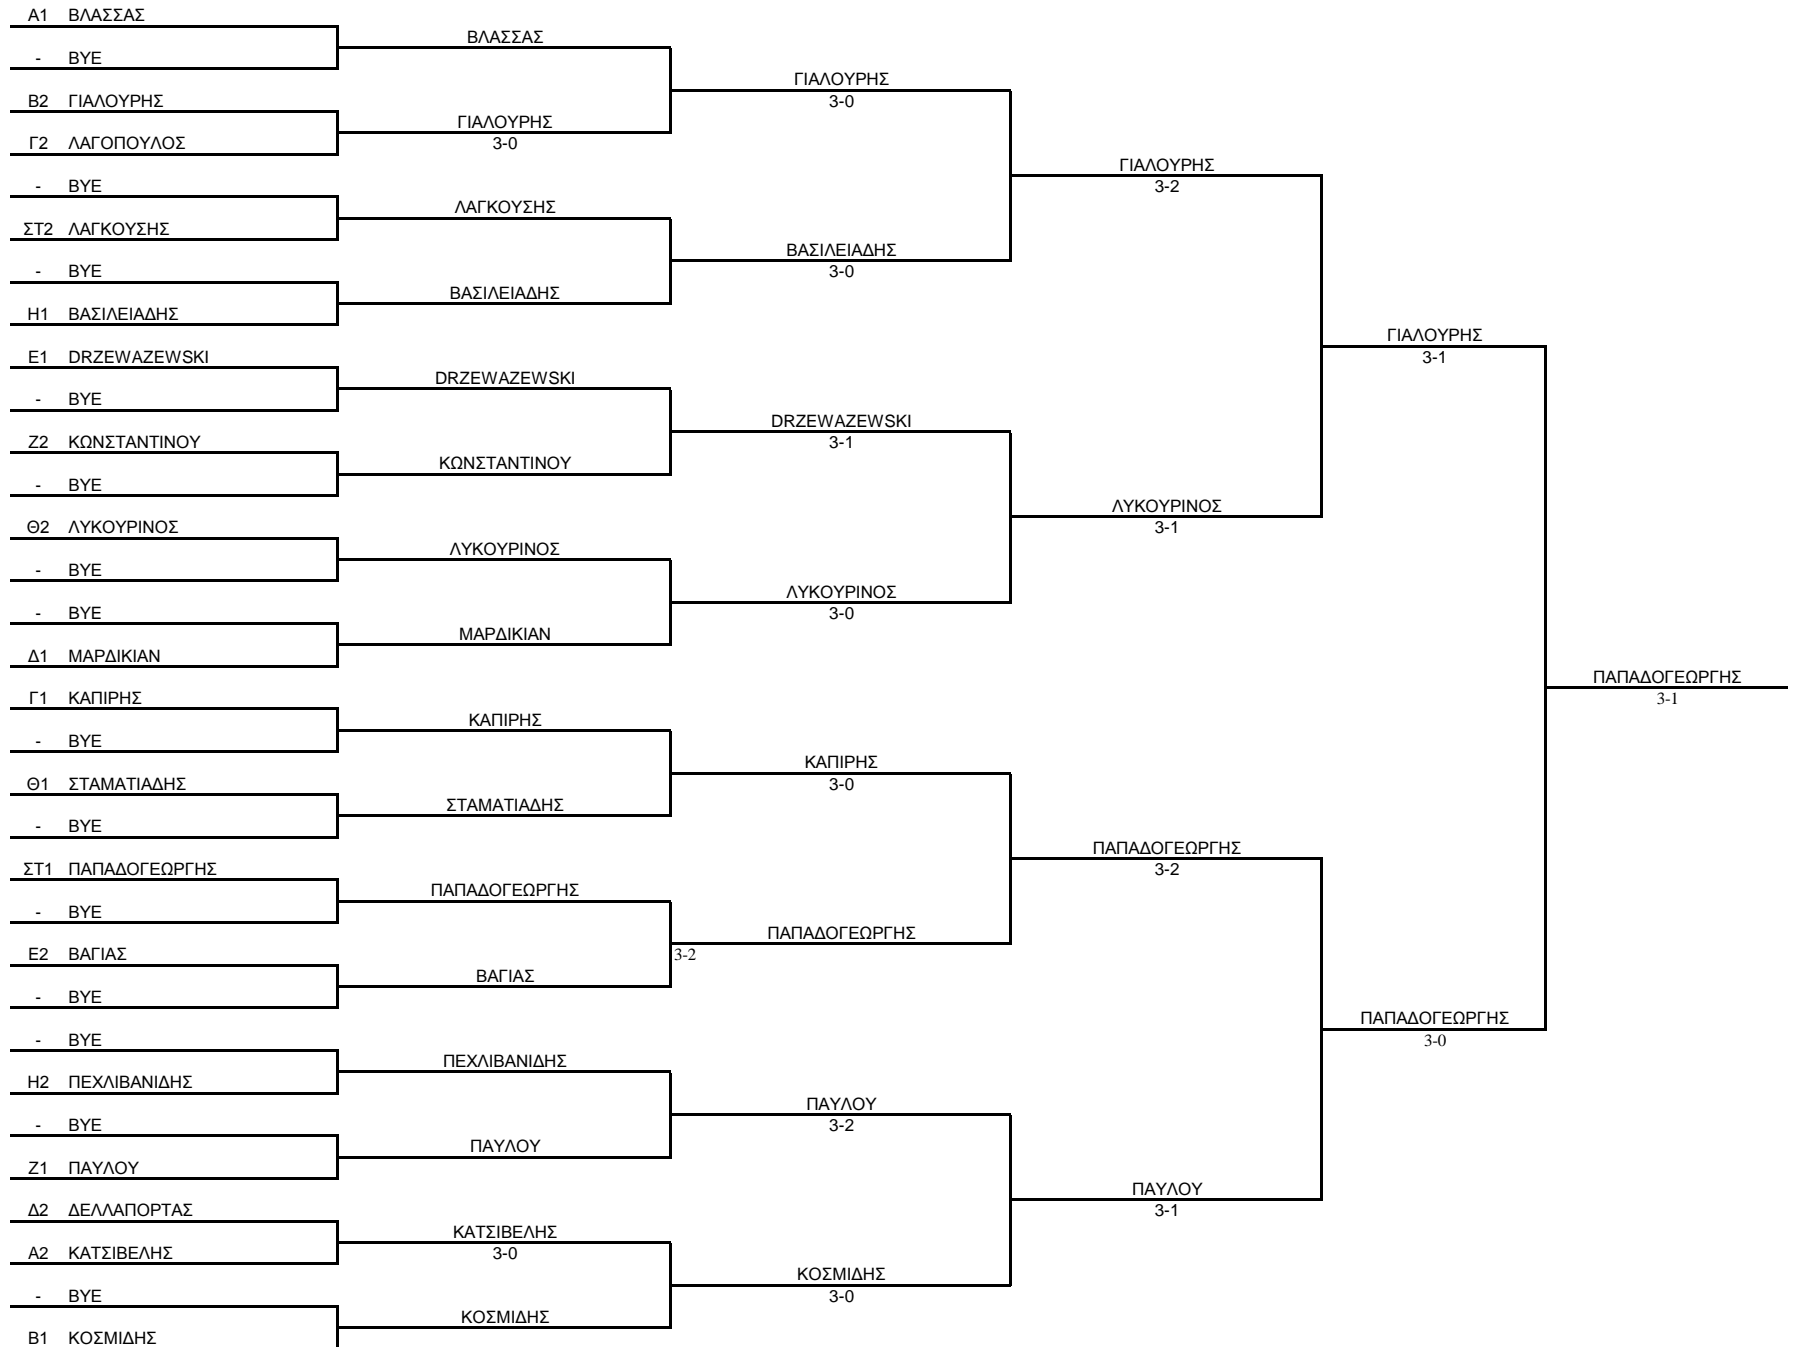 Α1 ΒΛΑΣΣΑΣ
ΒΛΑΣΣΑΣ
- BYE
ΓΙΑΛΟΥΡΗΣ
3-0
Β2 ΓΙΑΛΟΥΡΗΣ
ΓΙΑΛΟΥΡΗΣ
3-0
Γ2 ΛΑΓΟΠΟΥΛΟΣ
ΓΙΑΛΟΥΡΗΣ
3-2
- BYE
ΛΑΓΚΟΥΣΗΣ
ΣΤ2 ΛΑΓΚΟΥΣΗΣ
ΒΑΣΙΛΕΙΑΔΗΣ
3-0
- BYE
ΒΑΣΙΛΕΙΑΔΗΣ
Η1 ΒΑΣΙΛΕΙΑΔΗΣ
ΓΙΑΛΟΥΡΗΣ
3-1
Ε1 DRZEWAZEWSKI
DRZEWAZEWSKI
- BYE
DRZEWAZEWSKI
3-1
Ζ2 ΚΩΝΣΤΑΝΤΙΝΟΥ
ΚΩΝΣΤΑΝΤΙΝΟΥ
- BYE
ΛΥΚΟΥΡΙΝΟΣ
3-1
Θ2 ΛΥΚΟΥΡΙΝΟΣ
ΛΥΚΟΥΡΙΝΟΣ
- BYE
ΛΥΚΟΥΡΙΝΟΣ
3-0
- BYE
ΜΑΡΔΙΚΙΑΝ
Δ1 ΜΑΡΔΙΚΙΑΝ
ΠΑΠΑΔΟΓΕΩΡΓΗΣ
3-1
Γ1 ΚΑΠΙΡΗΣ
ΚΑΠΙΡΗΣ
- BYE
ΚΑΠΙΡΗΣ
3-0
Θ1 ΣΤΑΜΑΤΙΑΔΗΣ
ΣΤΑΜΑΤΙΑΔΗΣ
- BYE
ΠΑΠΑΔΟΓΕΩΡΓΗΣ
3-2
ΣΤ1 ΠΑΠΑΔΟΓΕΩΡΓΗΣ
ΠΑΠΑΔΟΓΕΩΡΓΗΣ
- BYE
ΠΑΠΑΔΟΓΕΩΡΓΗΣ
3-2
Ε2 ΒΑΓΙΑΣ
ΒΑΓΙΑΣ
- BYE
ΠΑΠΑΔΟΓΕΩΡΓΗΣ
3-0
- BYE
ΠΕΧΛΙΒΑΝΙΔΗΣ
Η2 ΠΕΧΛΙΒΑΝΙΔΗΣ
ΠΑΥΛΟΥ
3-2
- BYE
ΠΑΥΛΟΥ
Ζ1 ΠΑΥΛΟΥ
ΠΑΥΛΟΥ
3-1
Δ2 ΔΕΛΛΑΠΟΡΤΑΣ
ΚΑΤΣΙΒΕΛΗΣ
3-0
Α2 ΚΑΤΣΙΒΕΛΗΣ
ΚΟΣΜΙΔΗΣ
3-0
- BYE
ΚΟΣΜΙΔΗΣ
Β1 ΚΟΣΜΙΔΗΣ